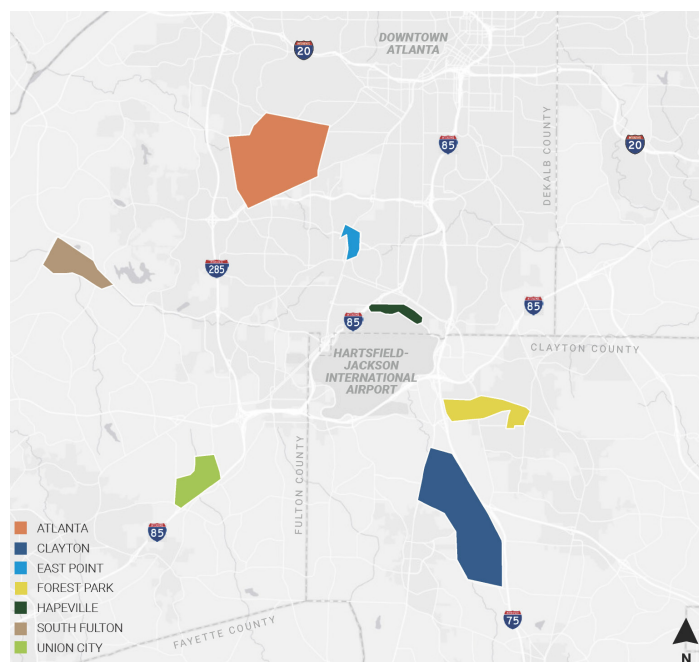 DOWNTOWN
ATLANTA
20
85
20
DEKALB COUNTY
285
85
85
CLAYTON COUNTY
HARTSFIELD-
JACKSON
INTERNATIONAL
AIRPORT
FULTON COUNTY
85
ATLANTA
CLAYTON
EAST POINT
FOREST PARK
HAPEVILLE
SOUTH FULTON
UNION CITY
FAYETTE COUNTY
75
N